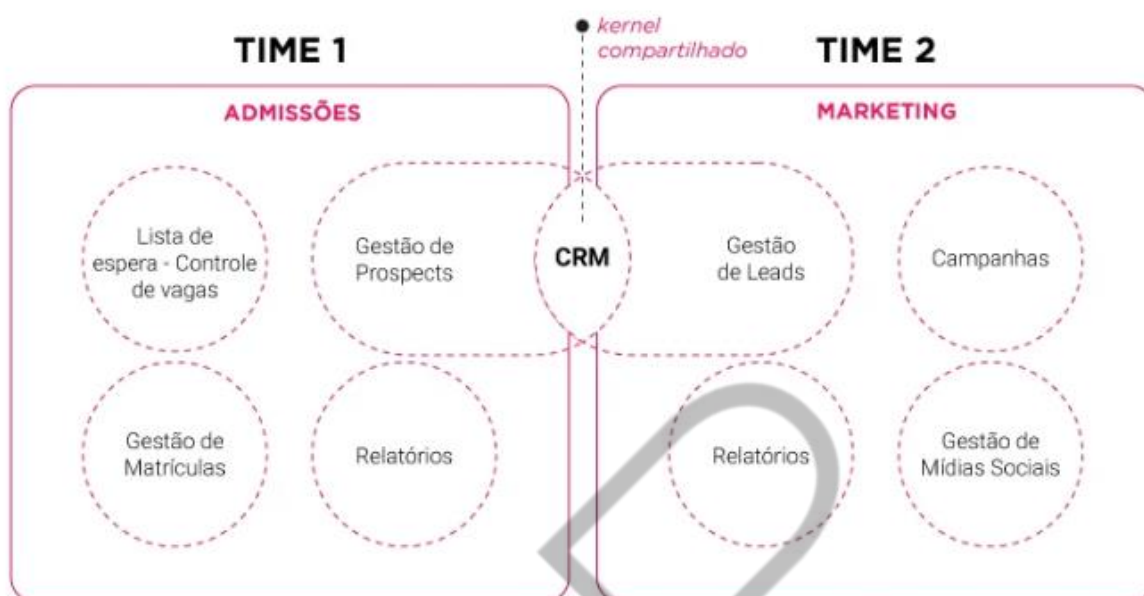 kernel
compartilhado
TIME 1
TIME 2
ADMISSÕES
MARKETING
Lista de
espera - Controle
de vagas
Gestão de
Prospects
CRM
Gestão
de Leads
Campanhas
Gestão de
Matrículas
Relatórios
Relatórios
Gestão de
Mídias Sociais